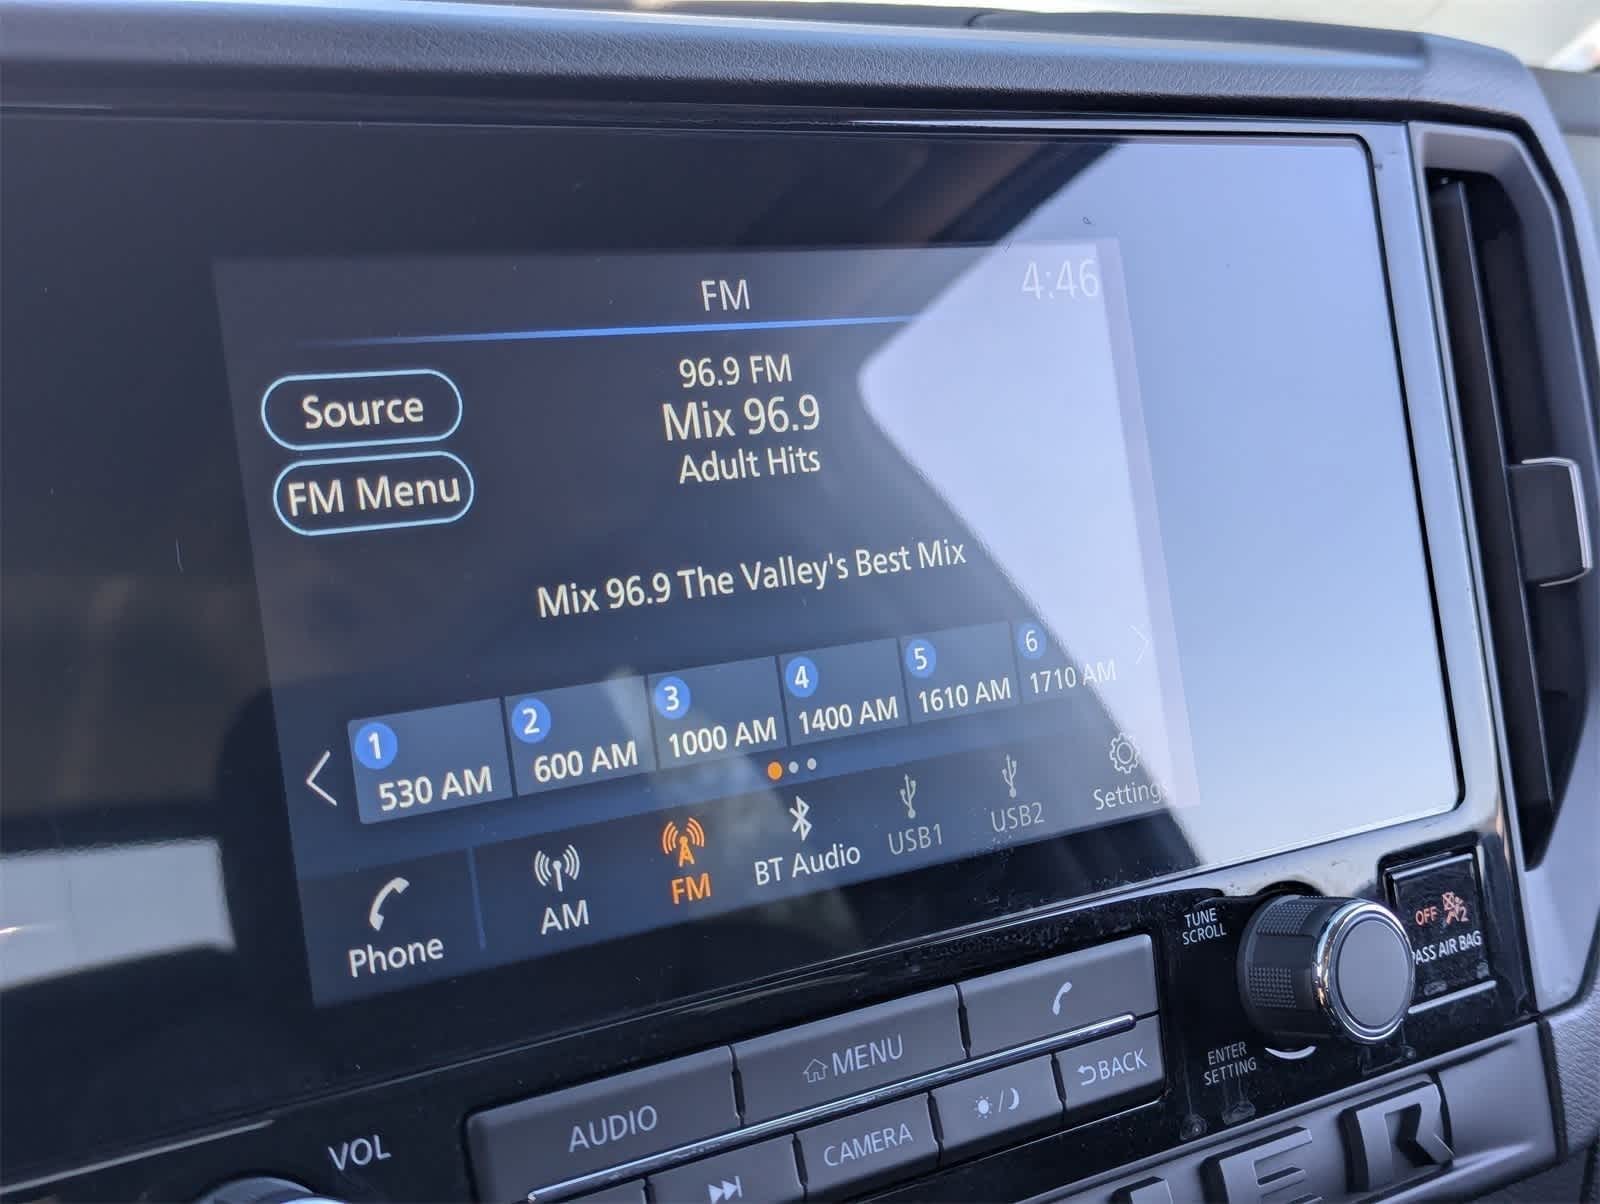 FM
4:46
96.9 FM
Mix 96.9
Adult Hits
Source
FM Menu
Mix 96.9 The Valley's Best Mix
1
530 AM
2
600 AM
3
1000 AM
4
1400 AM
5
1610 AM
6
1710 AM
Phone
AM
FM
BT Audio
USB1
USB2
Settings
TUNE
SCROLL
OFF
2
PASS AIR BAG
ENTER
SETTING
VOL
AUDIO
MENU
CAMERA
BACK
IER